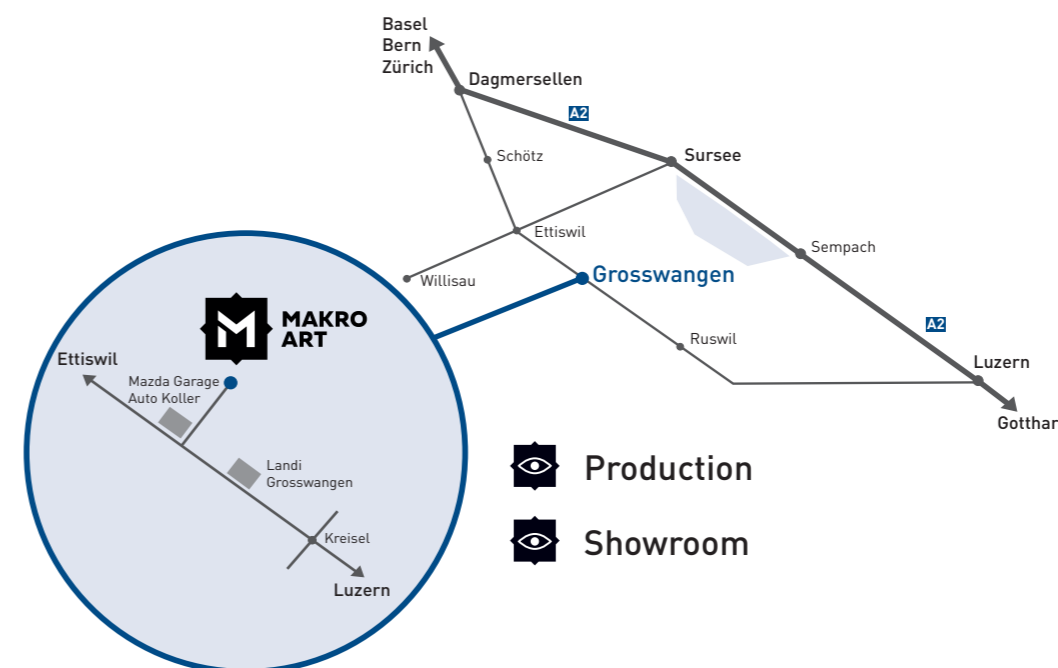 Basel
Bern
Zürich
Dagmersellen
A2
Schötz
Sursee
Ettiswil
Sempach
Willisau
Grosswangen
A2
Ruswil
Luzern
Gotthar
MAKRO
ART
Ettiswil
Mazda Garage
Auto Koller
Landi
Grosswangen
Kreisel
Luzern
Production
Showroom